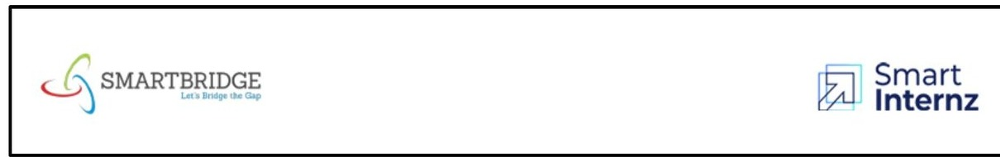 SMARTBRIDGE
Let's Bridge the Gap
Smart
Internz